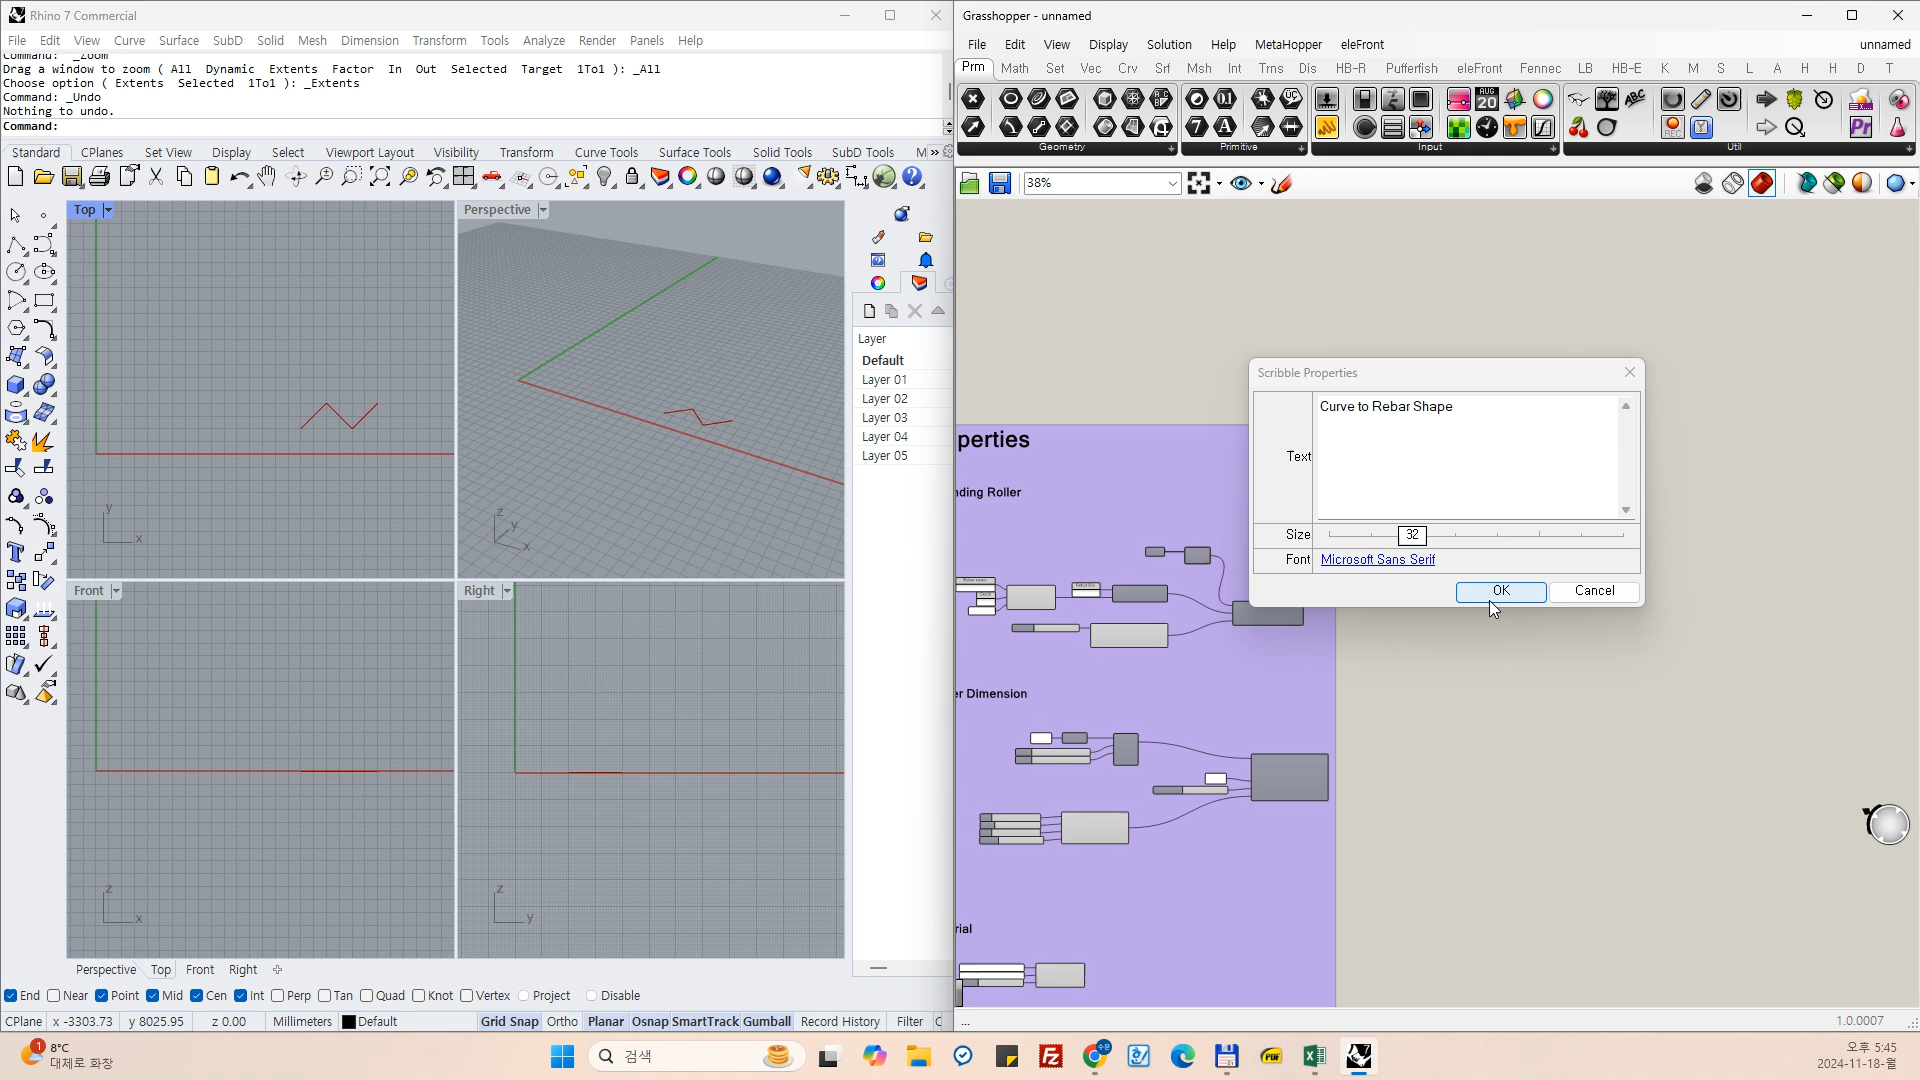 Rhino 7 Commercial
File Edit View Curve Surface SubD Solid Mesh Dimension Transform Tools Analyze Render Panels Help
Command: _Zoom
Drag a window to zoom ( All Dynamic Extents Factor In Out Selected Target 1To1 ): _All
Choose option ( Extents Selected 1To1 ): _Extents
Command: _Undo
Nothing to undo.
Command:
Standard CPlanes Set View Display Select Viewport Layout Visibility Transform Curve Tools Surface Tools Solid Tools SubD Tools M »
Top
Perspective
Layer
Default
Layer 01
Layer 02
Layer 03
Layer 04
Layer 05
y
x
z
y
x
Front
Right
z
x
z
y
Perspective Top Front Right
End Near Point Mid Cen Int Perp Tan Quad Knot Vertex Project Disable
CPlane x -3303.73 y 8025.95 z 0.00 Millimeters Default Grid Snap Ortho Planar Osnap SmartTrack Gumball Record History Filter C
Grasshopper - unnamed
File Edit View Display Solution Help MetaHopper eleFront unnamed
Prm Math Set Vec Crv Srf Msh Int Trns Dis HB-R Pufferfish eleFront Fennec LB HB-E K M S L A H H D T
Geometry Primitive Input Util
38%
perties
nding Roller
er Dimension
rial
Scribble Properties
Text Curve to Rebar Shape
Size 32
Font Microsoft Sans Serif
OK Cancel
... 1.0.0007
1 8°C
대체로 화창
검색
오후 5:45
2024-11-18-월